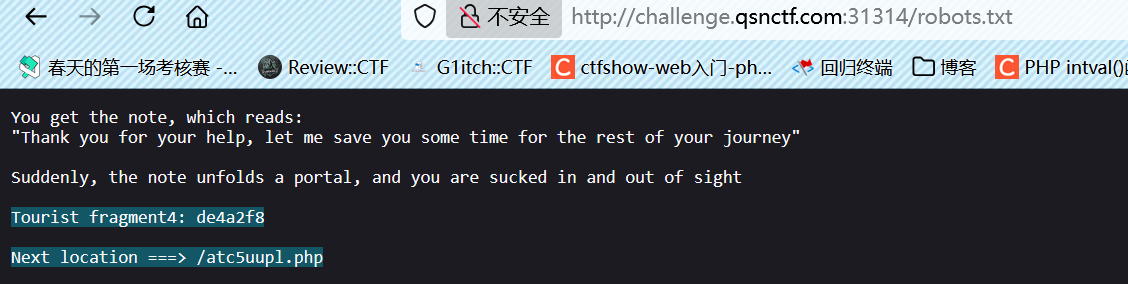 不安全 http://challenge.qsnctf.com:31314/robots.txt
春天的第一场考核赛 -... Review::CTF G1itch::CTF ctfshow-web入门-ph... 回归终端 博客 PHP intval()
You get the note, which reads:
"Thank you for your help, let me save you some time for the rest of your journey"
Suddenly, the note unfolds a portal, and you are sucked in and out of sight
Tourist fragment4: de4a2f8
Next location ===> /atc5uupl.php